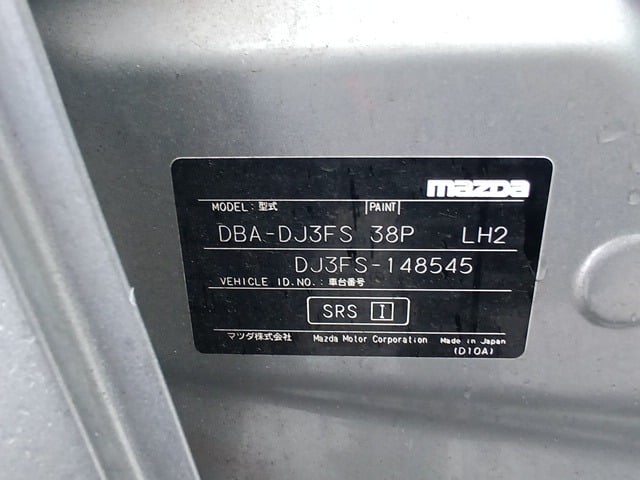 mazda
MODEL: 型式 PAINT
DBA-DJ3FS 38P LH2
DJ3FS-148545
VEHICLE ID.NO.: 車台番号
SRS I
マツダ株式会社 Mazda Motor Corporation Made in Japan
(D10A)